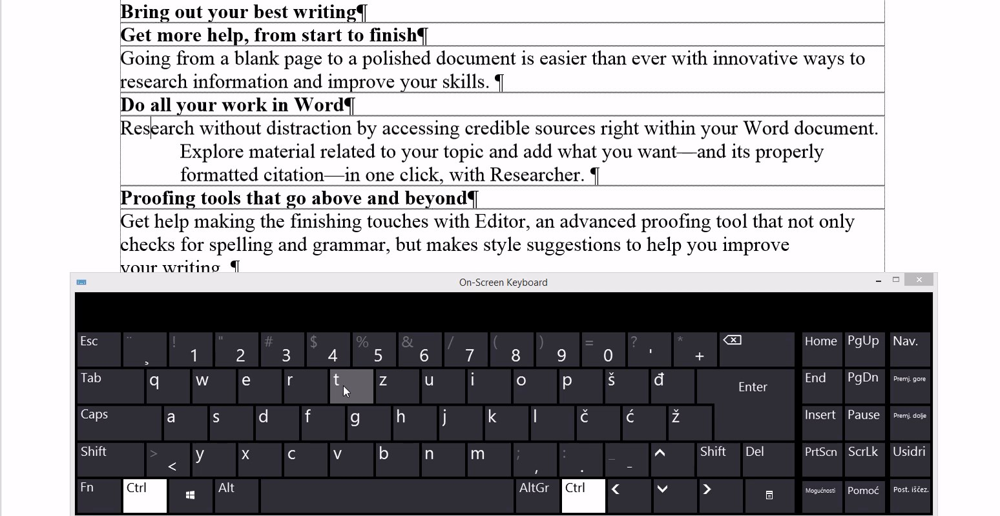 Bring out your best writing¶
Get more help, from start to finish¶
Going from a blank page to a polished document is easier than ever with innovative ways to
research information and improve your skills. ¶
Do all your work in Word¶
Research without distraction by accessing credible sources right within your Word document.
Explore material related to your topic and add what you want—and its properly
formatted citation—in one click, with Researcher. ¶
Proofing tools that go above and beyond¶
Get help making the finishing touches with Editor, an advanced proofing tool that not only
checks for spelling and grammar, but makes style suggestions to help you improve
your writing. ¶
On-Screen Keyboard
Esc ¨ ¸ ! 1 " 2 # 3 $ 4 % 5 & 6 / 7 ( 8 ) 9 = 0 ? ' * + Home PgUp Nav.
Tab q w e r t z u i o p š đ Enter End PgDn Premj. gore
Caps a s d f g h j k l č ć ž Insert Pause Premj. dolje
Shift > < y x c v b n m ; , : . _ - Shift Del PrtScn ScrLk Usidri
Fn Ctrl Alt AltGr Ctrl Mogućnosti Pomoć Post. iščez.